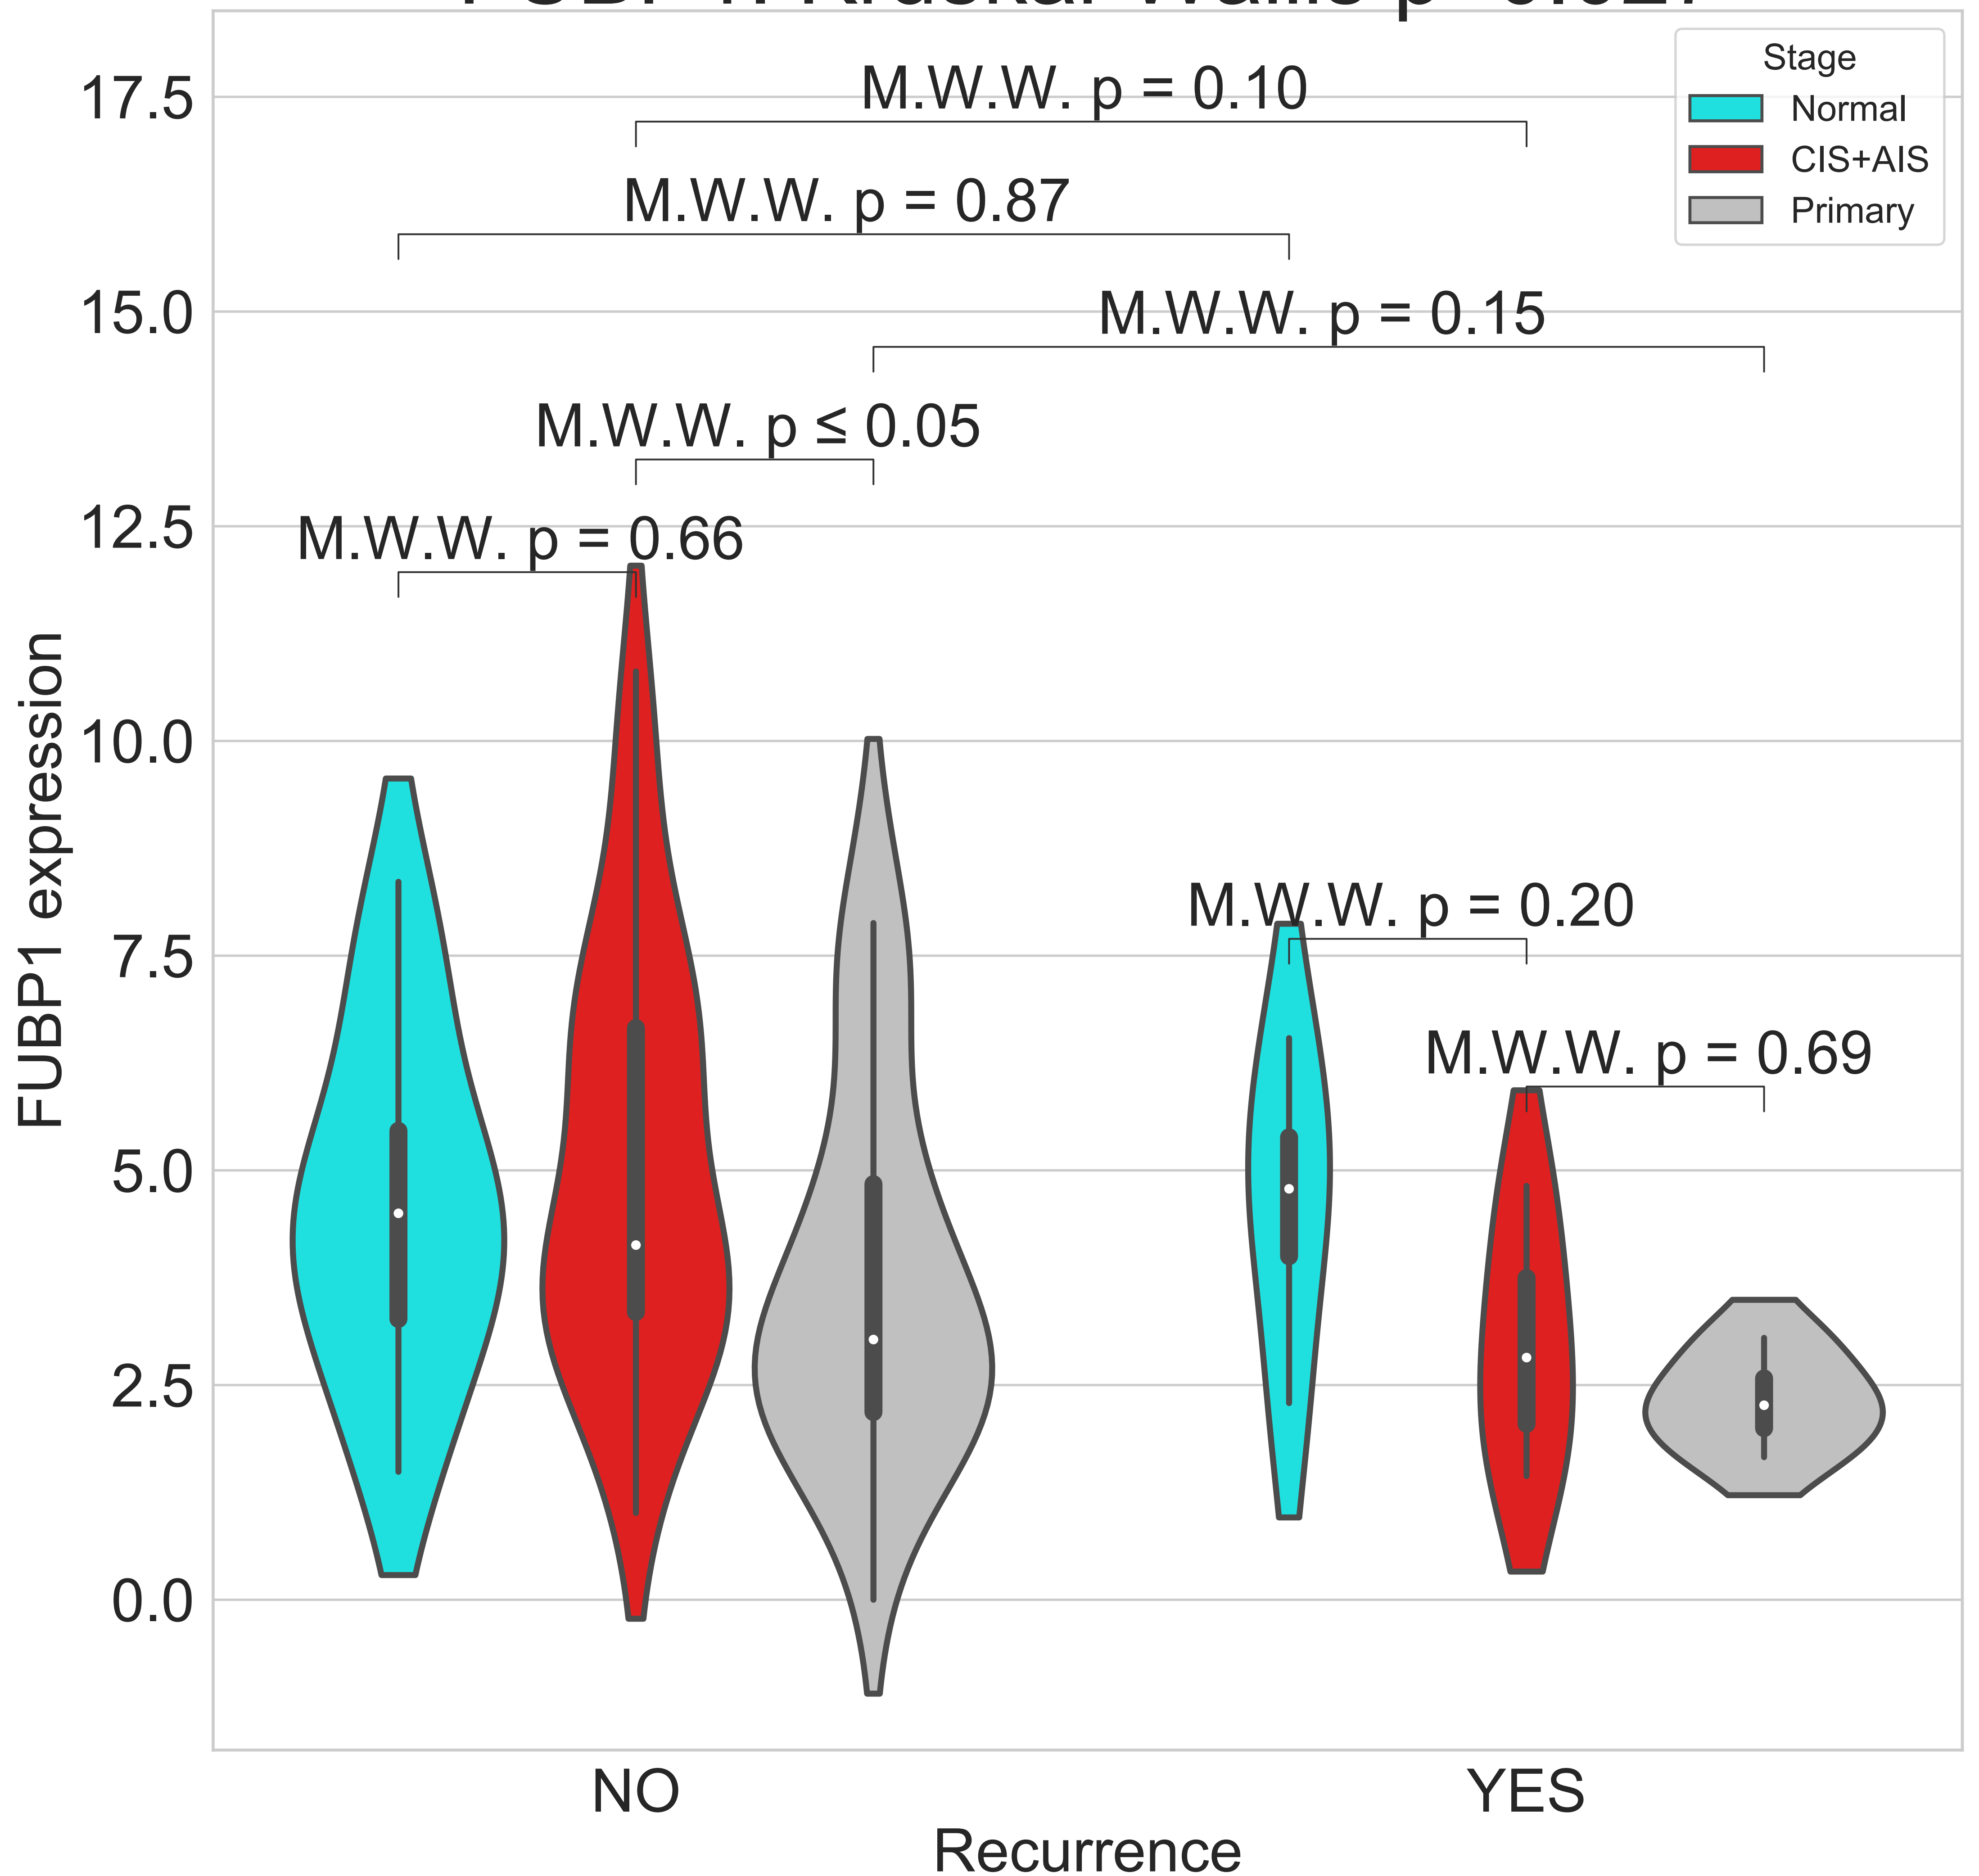 M.W.W. p = 0.10
M.W.W. p = 0.87
M.W.W. p = 0.15
M.W.W. p ≤ 0.05
M.W.W. p = 0.66
M.W.W. p = 0.20
M.W.W. p = 0.69
Stage
Normal
CIS+AIS
Primary
17.5
15.0
12.5
10.0
7.5
5.0
2.5
0.0
FUBP1 expression
NO
YES
Recurrence